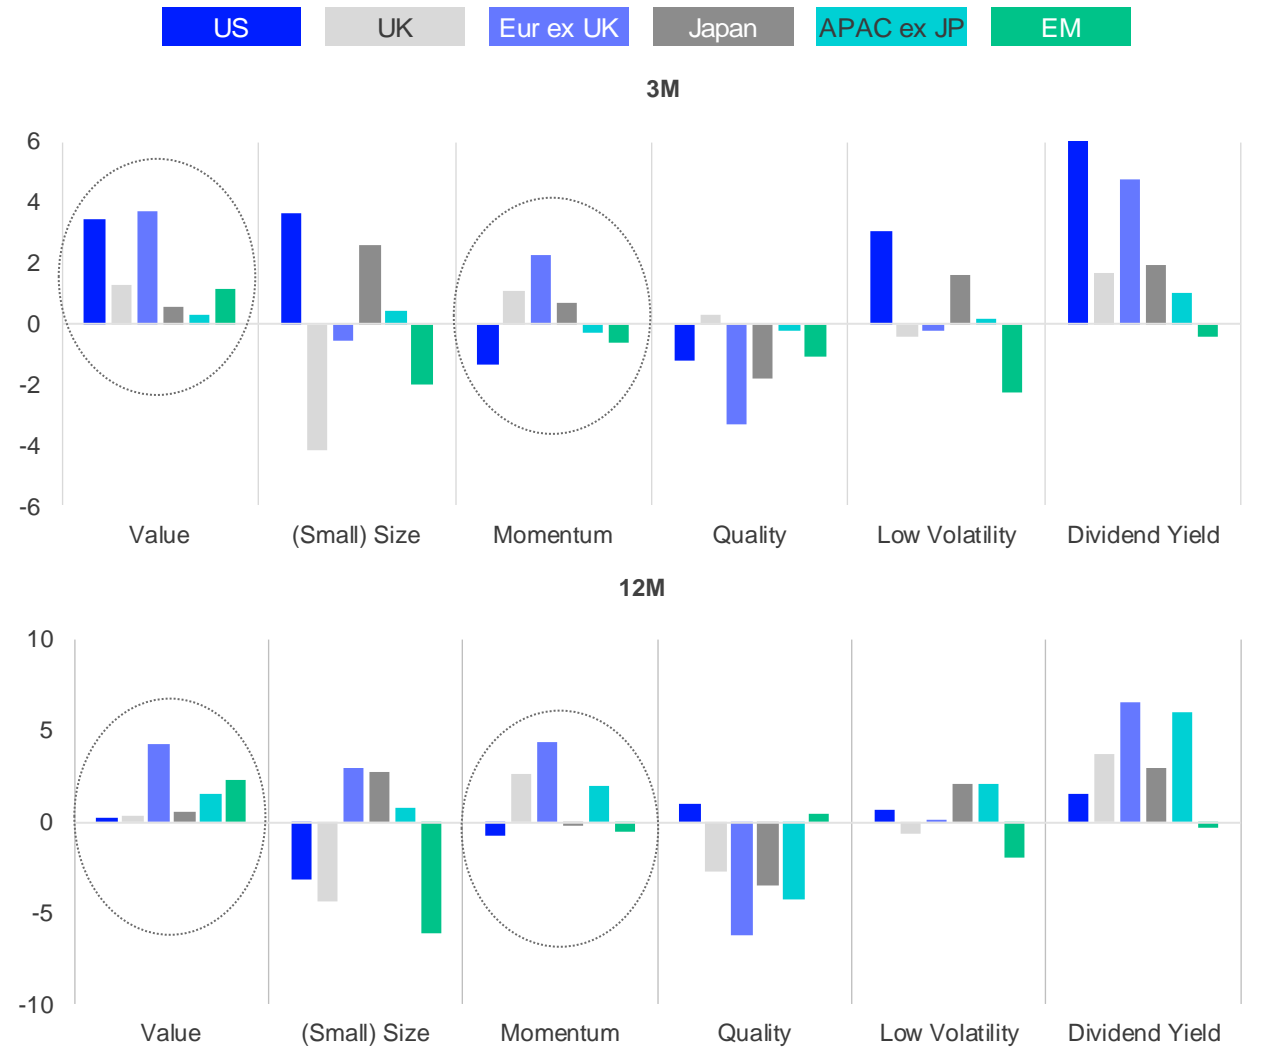 US UK Eur ex UK Japan APAC ex JP EM
3M
6
4
2
0
-2
-4
-6
Value (Small) Size Momentum Quality Low Volatility Dividend Yield
12M
10
5
0
-5
-10
Value (Small) Size Momentum Quality Low Volatility Dividend Yield